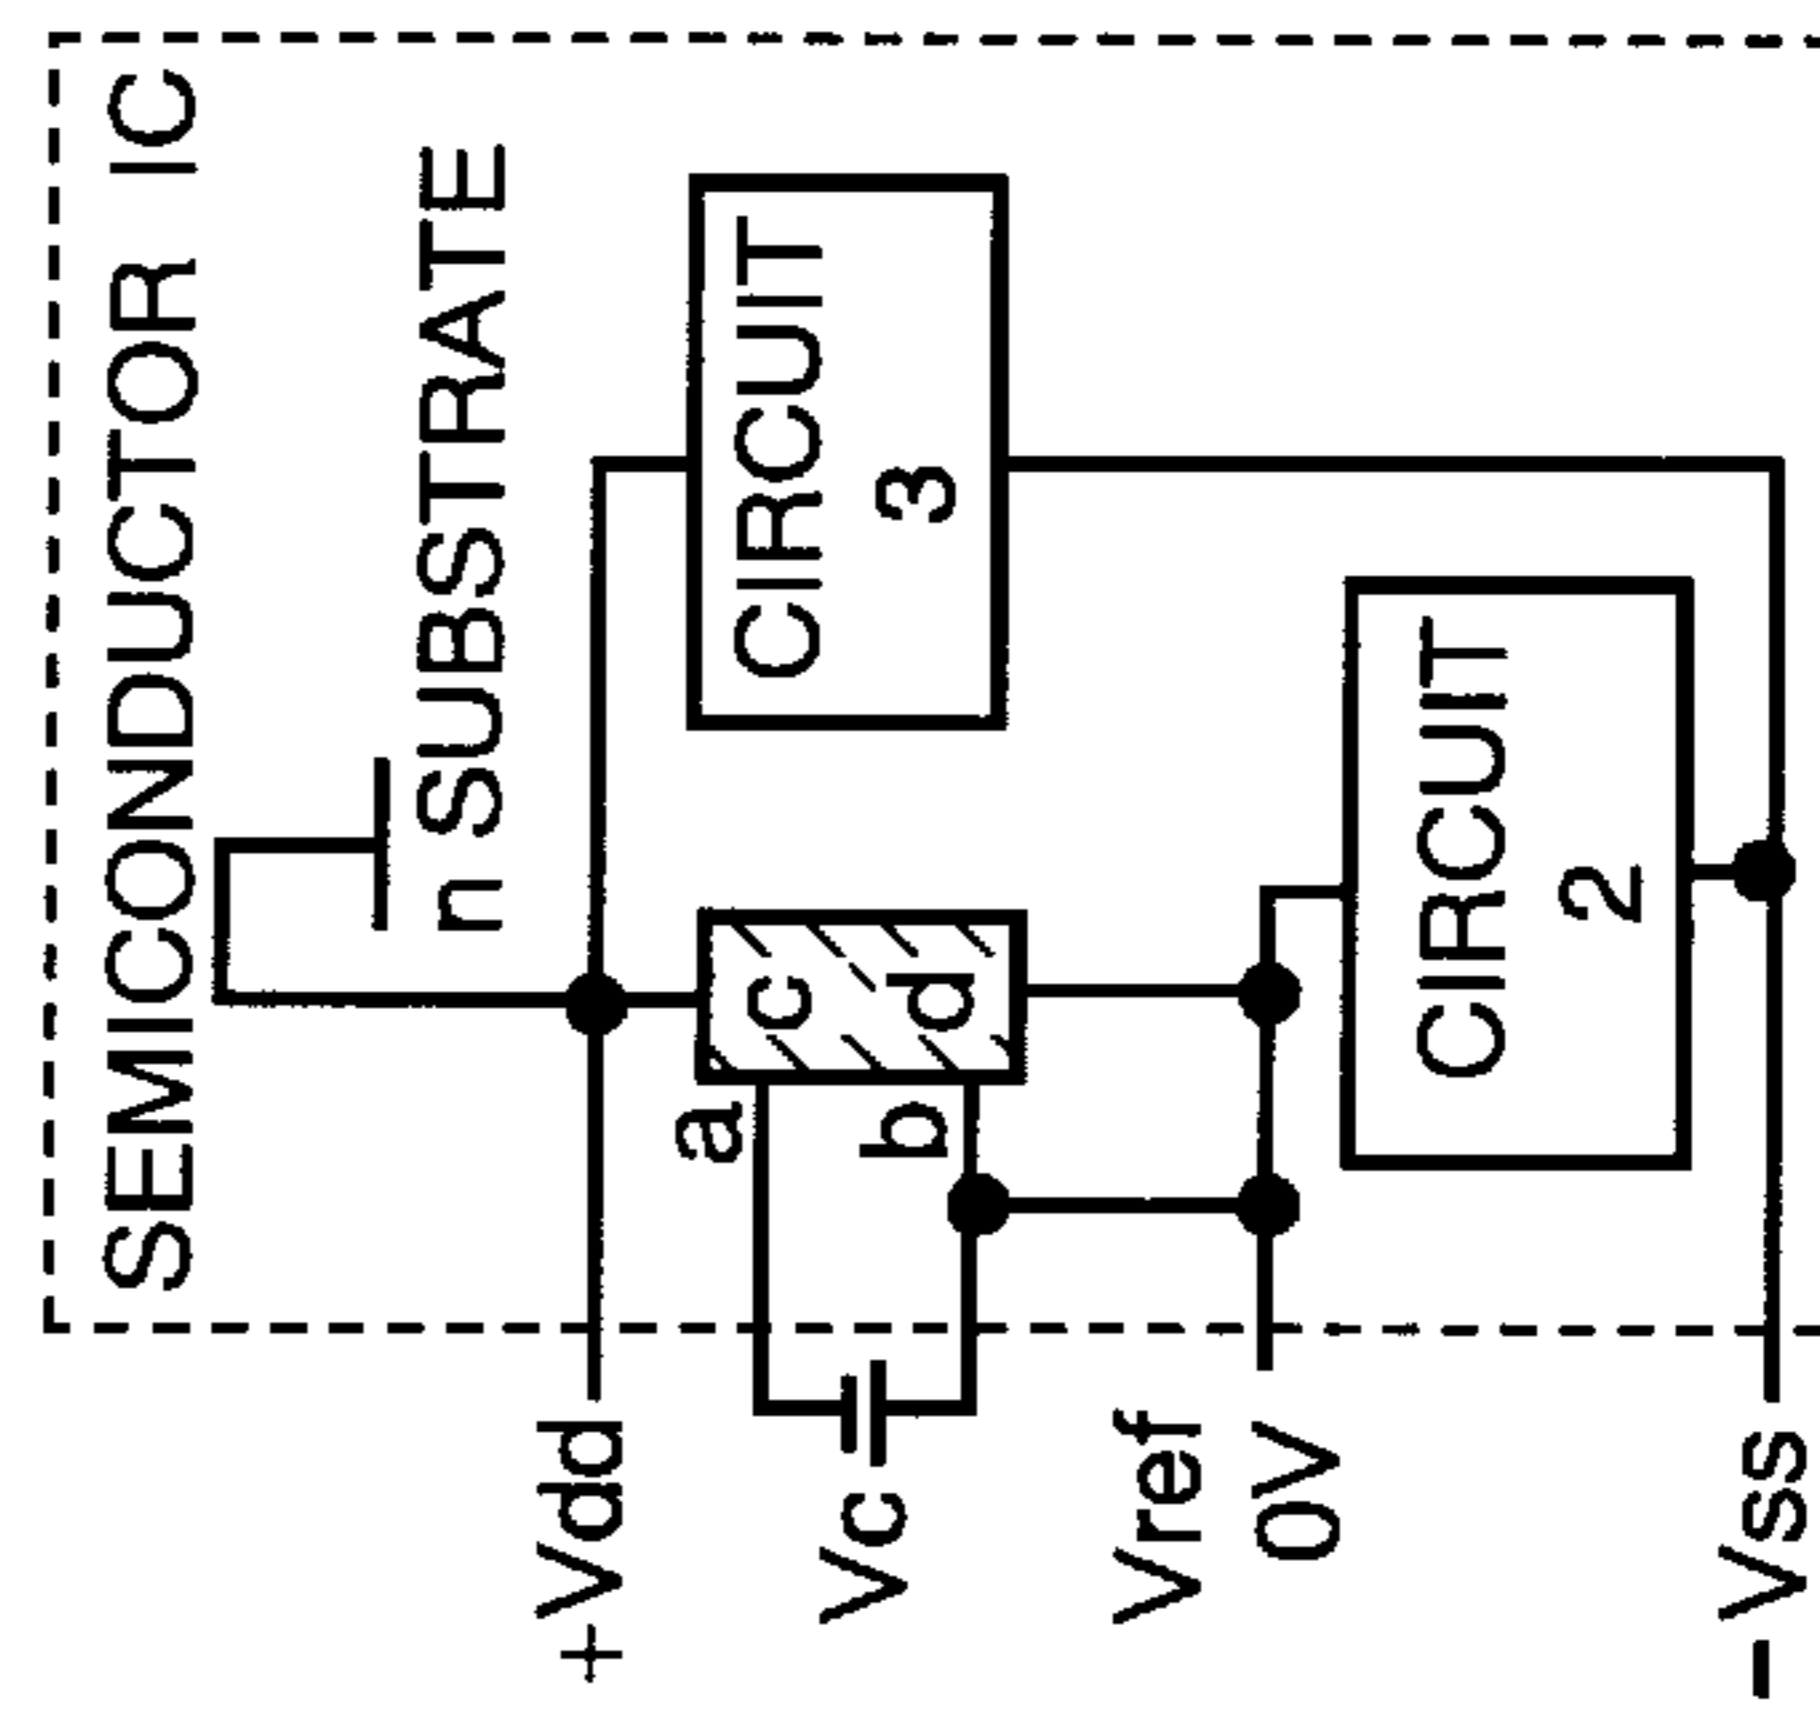 SEMICONDUCTOR IC
n SUBSTRATE
+Vdd
CIRCUIT
3
a
c
b
d
Vc
Vref
0V
CIRCUIT
2
-Vss